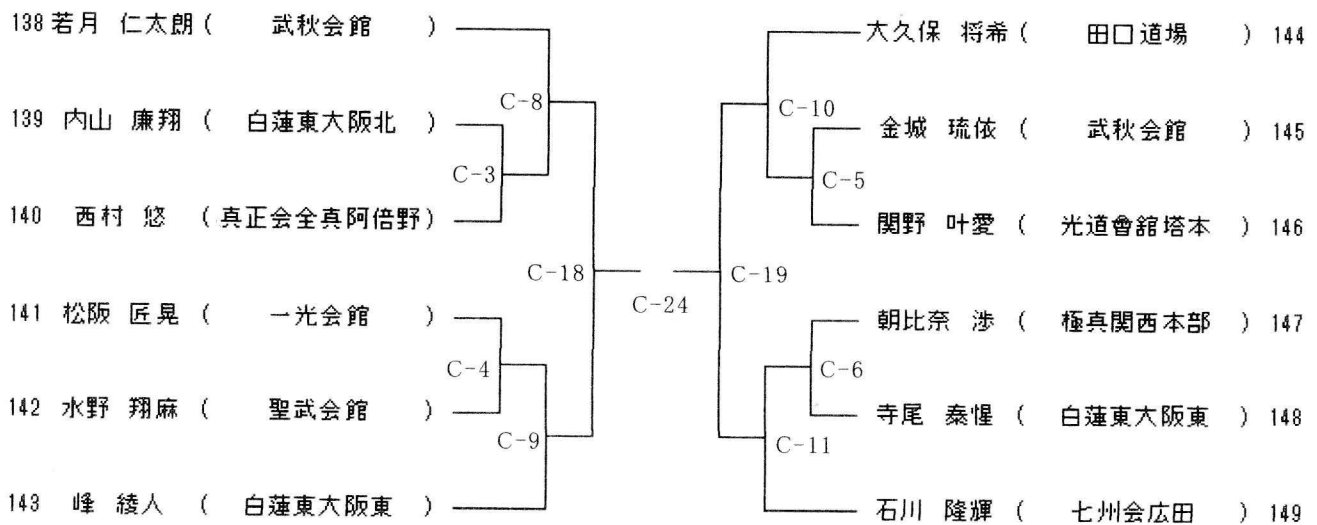 138 若月 仁太朗 ( 武秋会館 )
C-8
139 内山 廉翔 ( 白蓮東大阪北 )
C-3
140 西村 悠 ( 真正会全真阿倍野 )
C-18
141 松阪 匠晃 ( 一光会館 )
C-4
142 水野 翔麻 ( 聖武会館 )
C-9
143 峰 綾人 ( 白蓮東大阪東 )
C-24
大久保 将希 ( 田口道場 ) 144
C-10
金城 琉依 ( 武秋会館 ) 145
C-5
関野 叶愛 ( 光道會舘塔本 ) 146
C-19
朝比奈 渉 ( 極真関西本部 ) 147
C-6
寺尾 泰惺 ( 白蓮東大阪東 ) 148
C-11
石川 隆輝 ( 七州会広田 ) 149